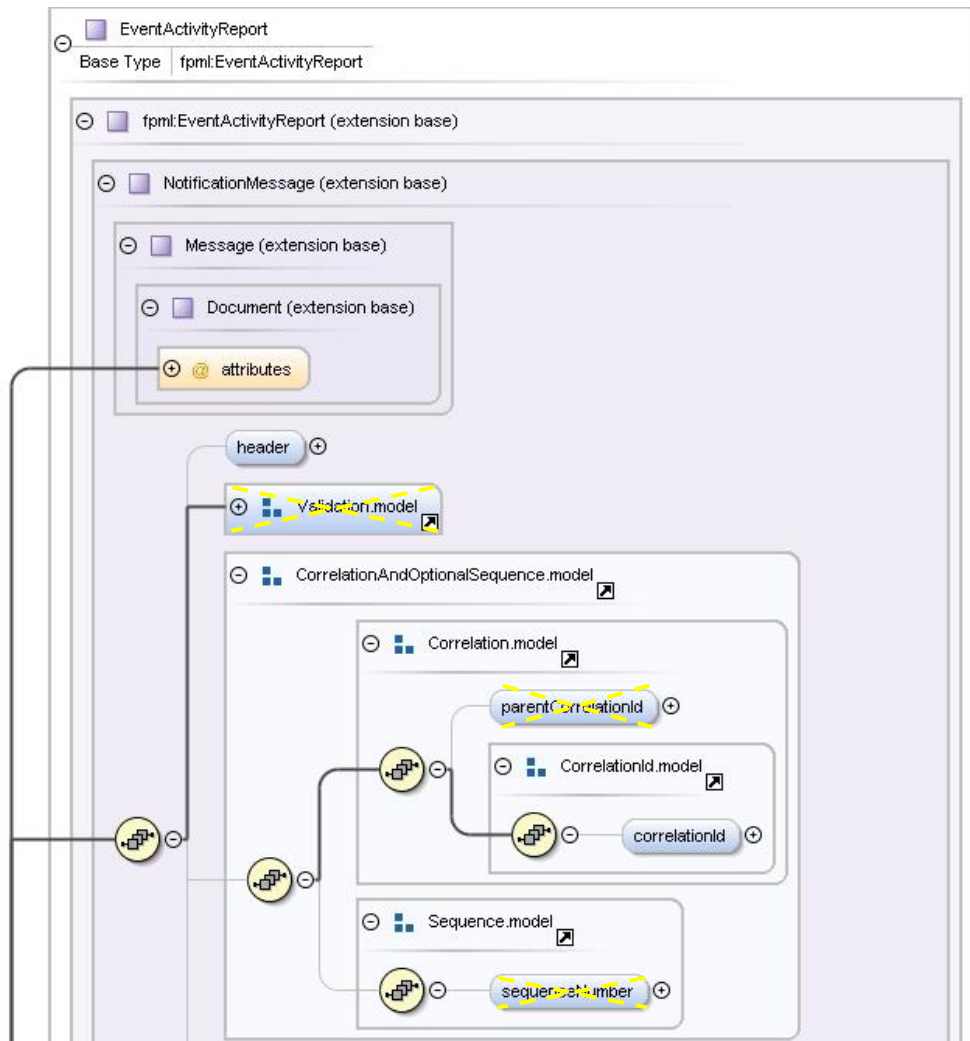 EventActivityReport
Base Type fpml:EventActivityReport
fpml:EventActivityReport (extension base)
NotificationMessage (extension base)
Message (extension base)
Document (extension base)
@ attributes
header
Validation.model
CorrelationAndOptionalSequence.model
Correlation.model
parentCorrelationId
CorrelationId.model
correlationId
Sequence.model
sequenceNumber